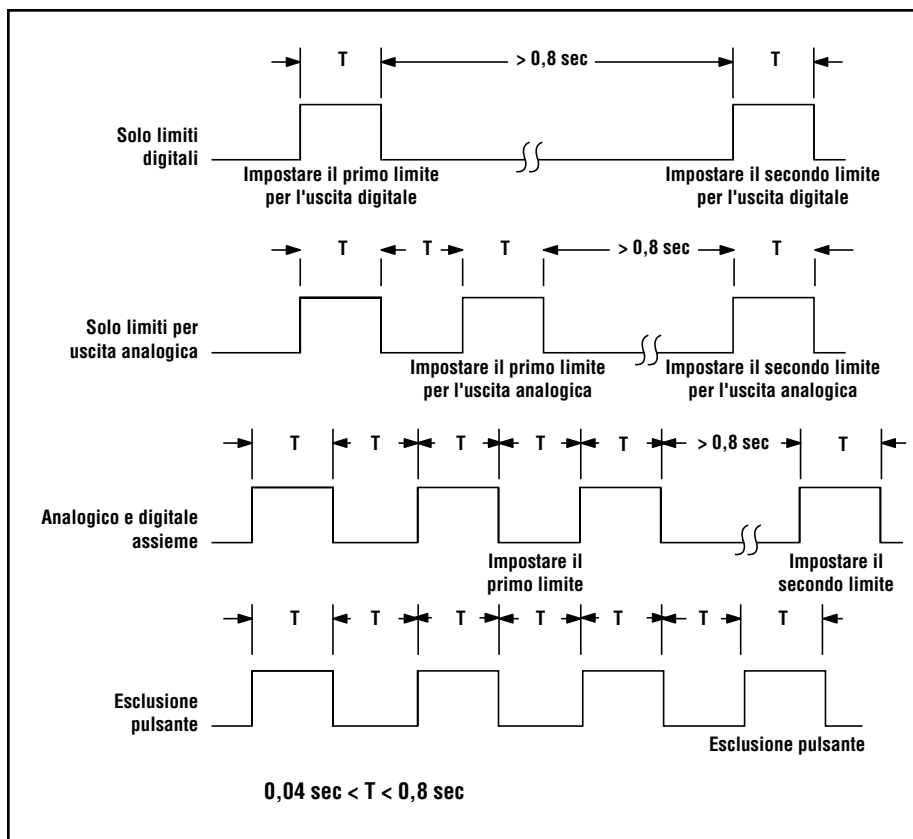 T > 0,8 sec T
Solo limiti
digitali
Impostare il primo limite
per l'uscita digitale
Impostare il secondo limite
per l'uscita digitale
T T T > 0,8 sec T
Solo limiti per
uscita analogica
Impostare il primo limite
per l'uscita analogica
Impostare il secondo limite
per l'uscita analogica
T T T T T > 0,8 sec T
Analogico e digitale
assieme
Impostare il
primo limite
Impostare il
secondo limite
T T T T T T T
Esclusione
pulsante
Esclusione pulsante
0,04 sec < T < 0,8 sec